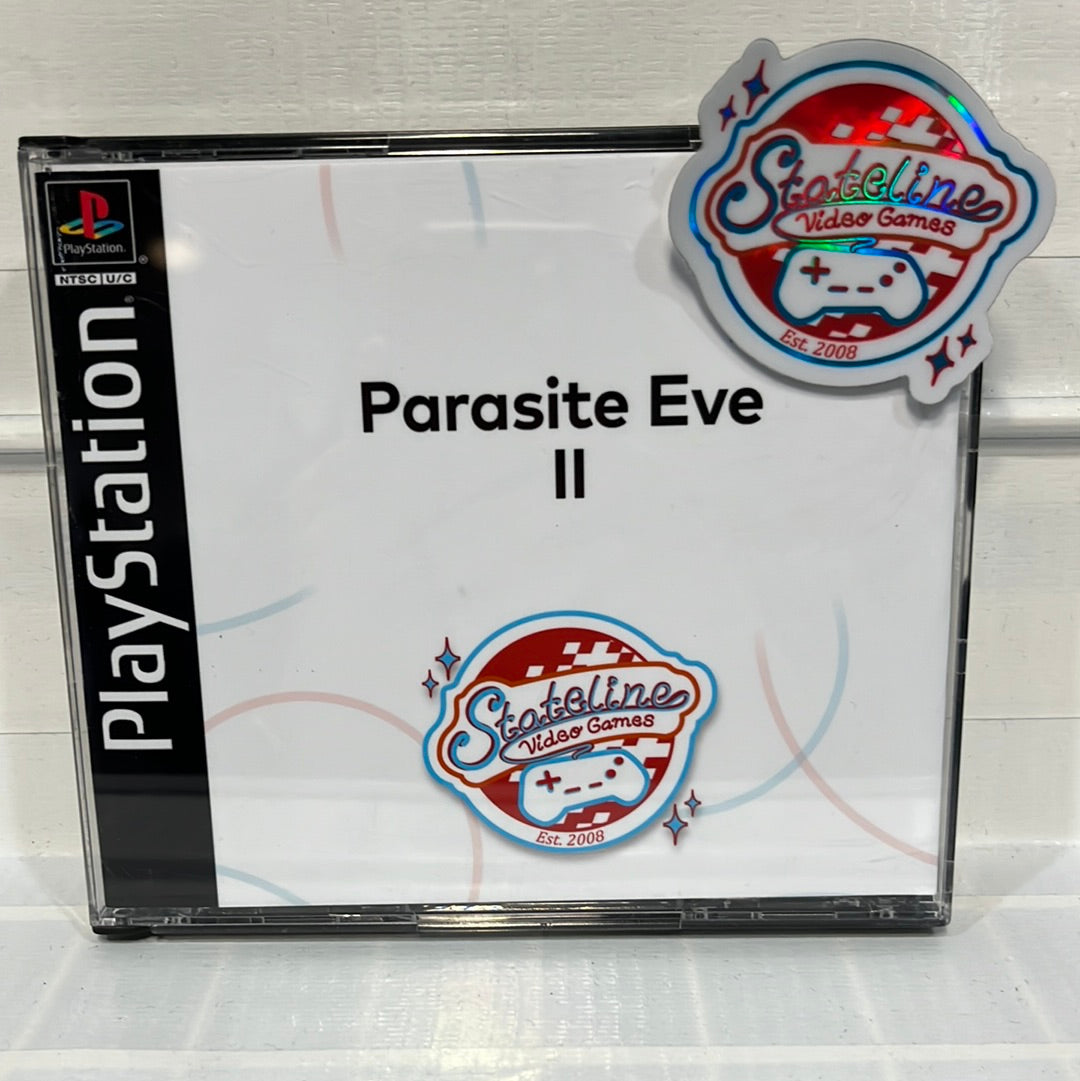 PlayStation.
NTSC U/C
PlayStation
Parasite Eve
II
Stateline
Video Games
Est. 2008
Stateline
Video Games
Est. 2008